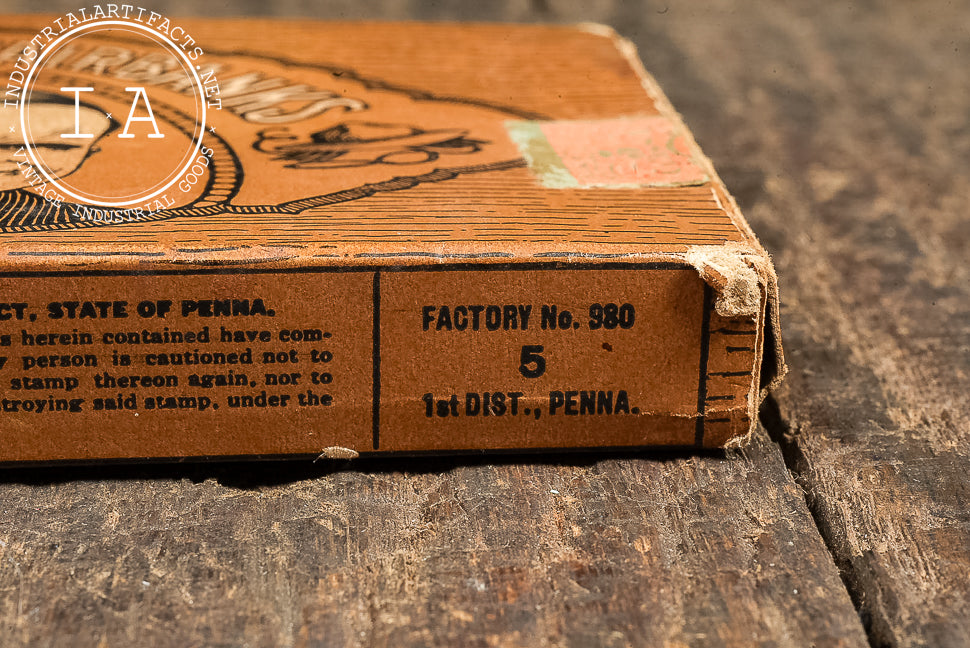 INDUSTRIALARTIFACTS.NET
IA
VINTAGE INDUSTRIAL GOODS
URBANKS
CT, STATE OF PENNA.
s herein contained have com-
y person is cautioned not to
stamp thereon again, nor to
troying said stamp, under the
FACTORY No. 980
5
1st DIST., PENNA.